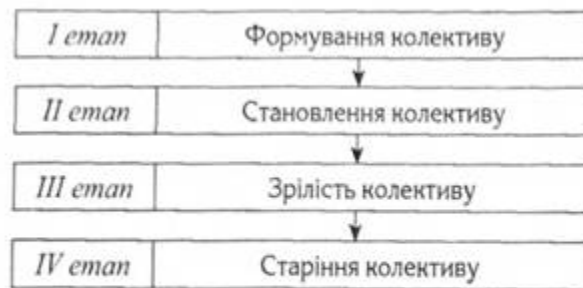 I етап Формування колективу
II етап Становлення колективу
III етап Зрілість колективу
IV етап Старіння колективу